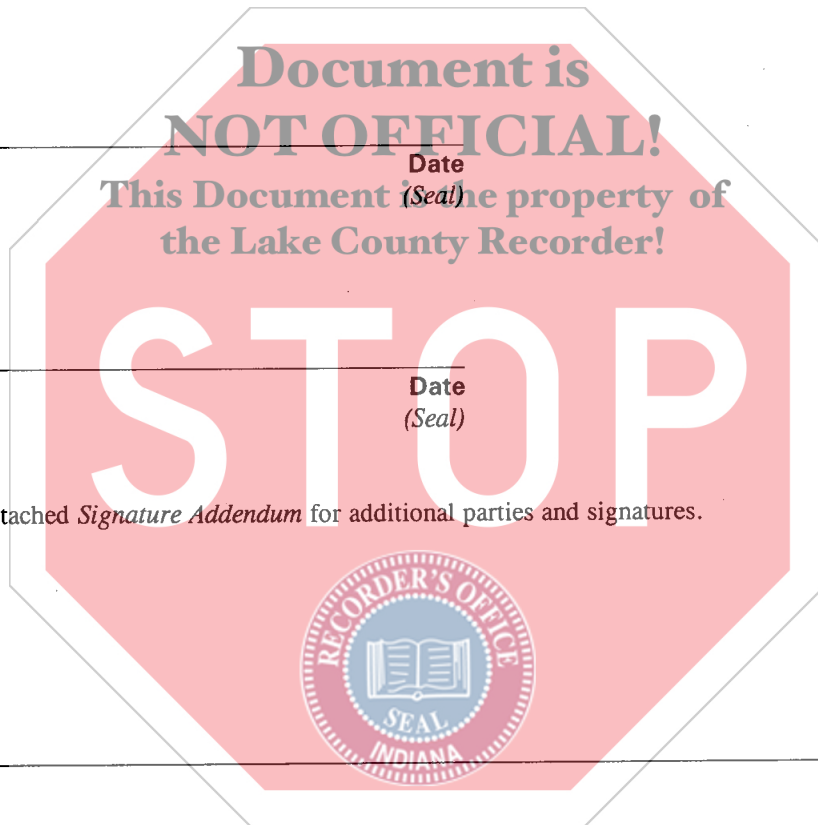 Document is
NOT OFFICIAL!
Date
This Document is the property of
(Seal)
the Lake County Recorder!
STOP
Date
(Seal)
tached Signature Addendum for additional parties and signatures.
RECORDER'S OFFICE
SEAL
INDIANA